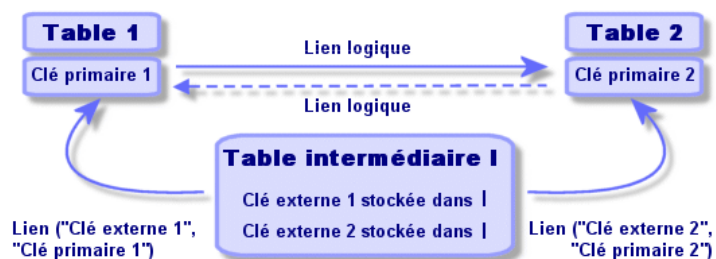 Table 1
Table 2
Lien logique
Clé primaire 1
Clé primaire 2
Lien logique
Table intermédiaire I
Clé externe 1 stockée dans I
Clé externe 2 stockée dans I
Lien ("Clé externe 1",
"Clé primaire 1")
Lien ("Clé externe 2",
"Clé primaire 2")